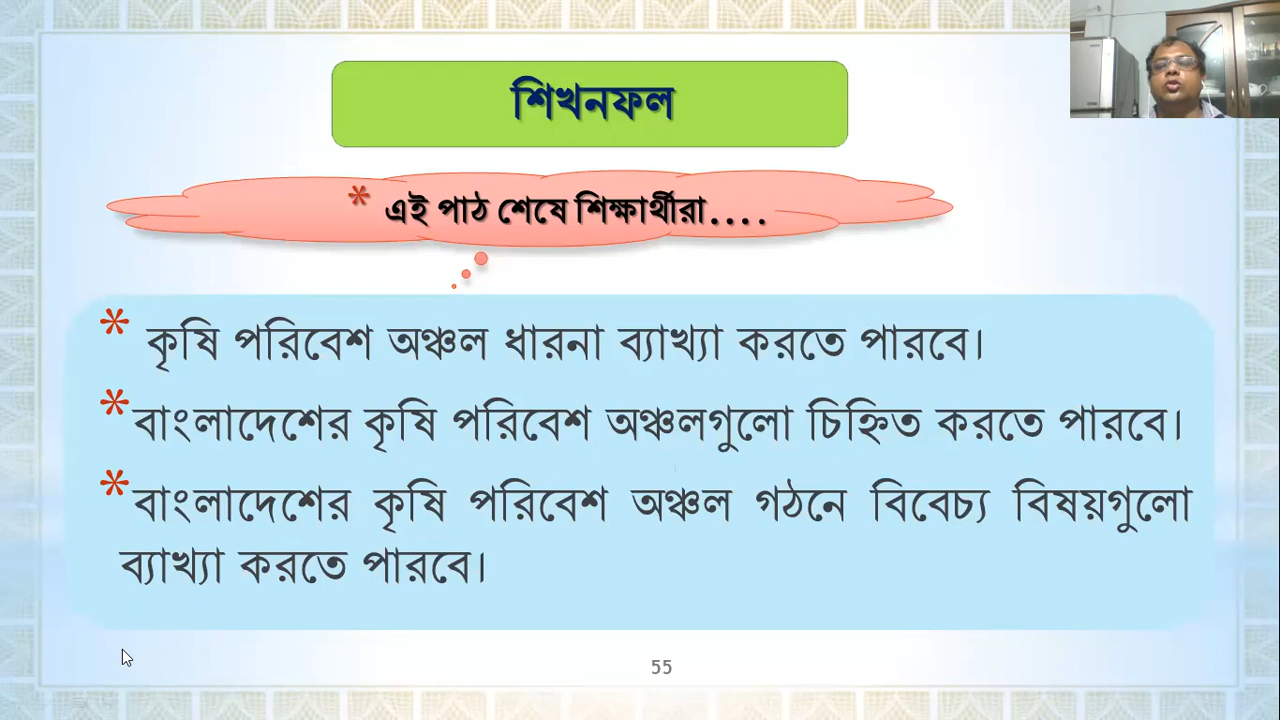 শিখনফল
* এই পাঠ শেষে শিক্ষার্থীরা....
* কৃষি পরিবেশ অঞ্চল ধারনা ব্যাখ্যা করতে পারবে।
* বাংলাদেশের কৃষি পরিবেশ অঞ্চলগুলো চিহ্নিত করতে পারবে।
* বাংলাদেশের কৃষি পরিবেশ অঞ্চল গঠনে বিবেচ্য বিষয়গুলো
ব্যাখ্যা করতে পারবে।
55